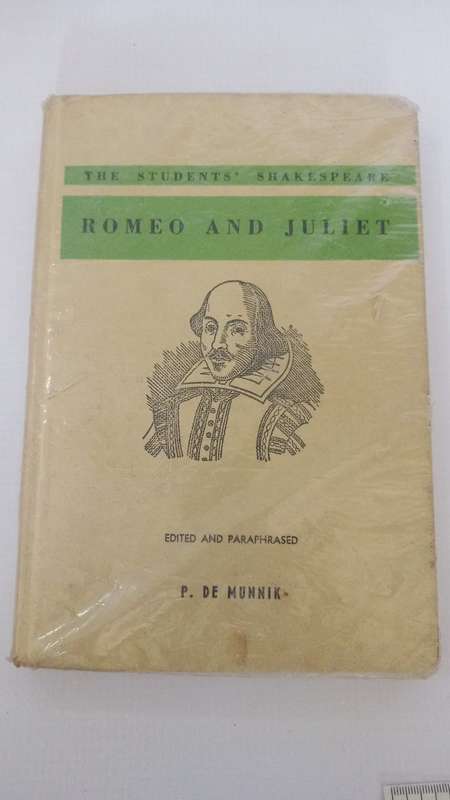 THE STUDENTS' SHAKESPEARE
ROMEO AND JULIET
EDITED AND PARAPHRASED
P. DE MUNNIK